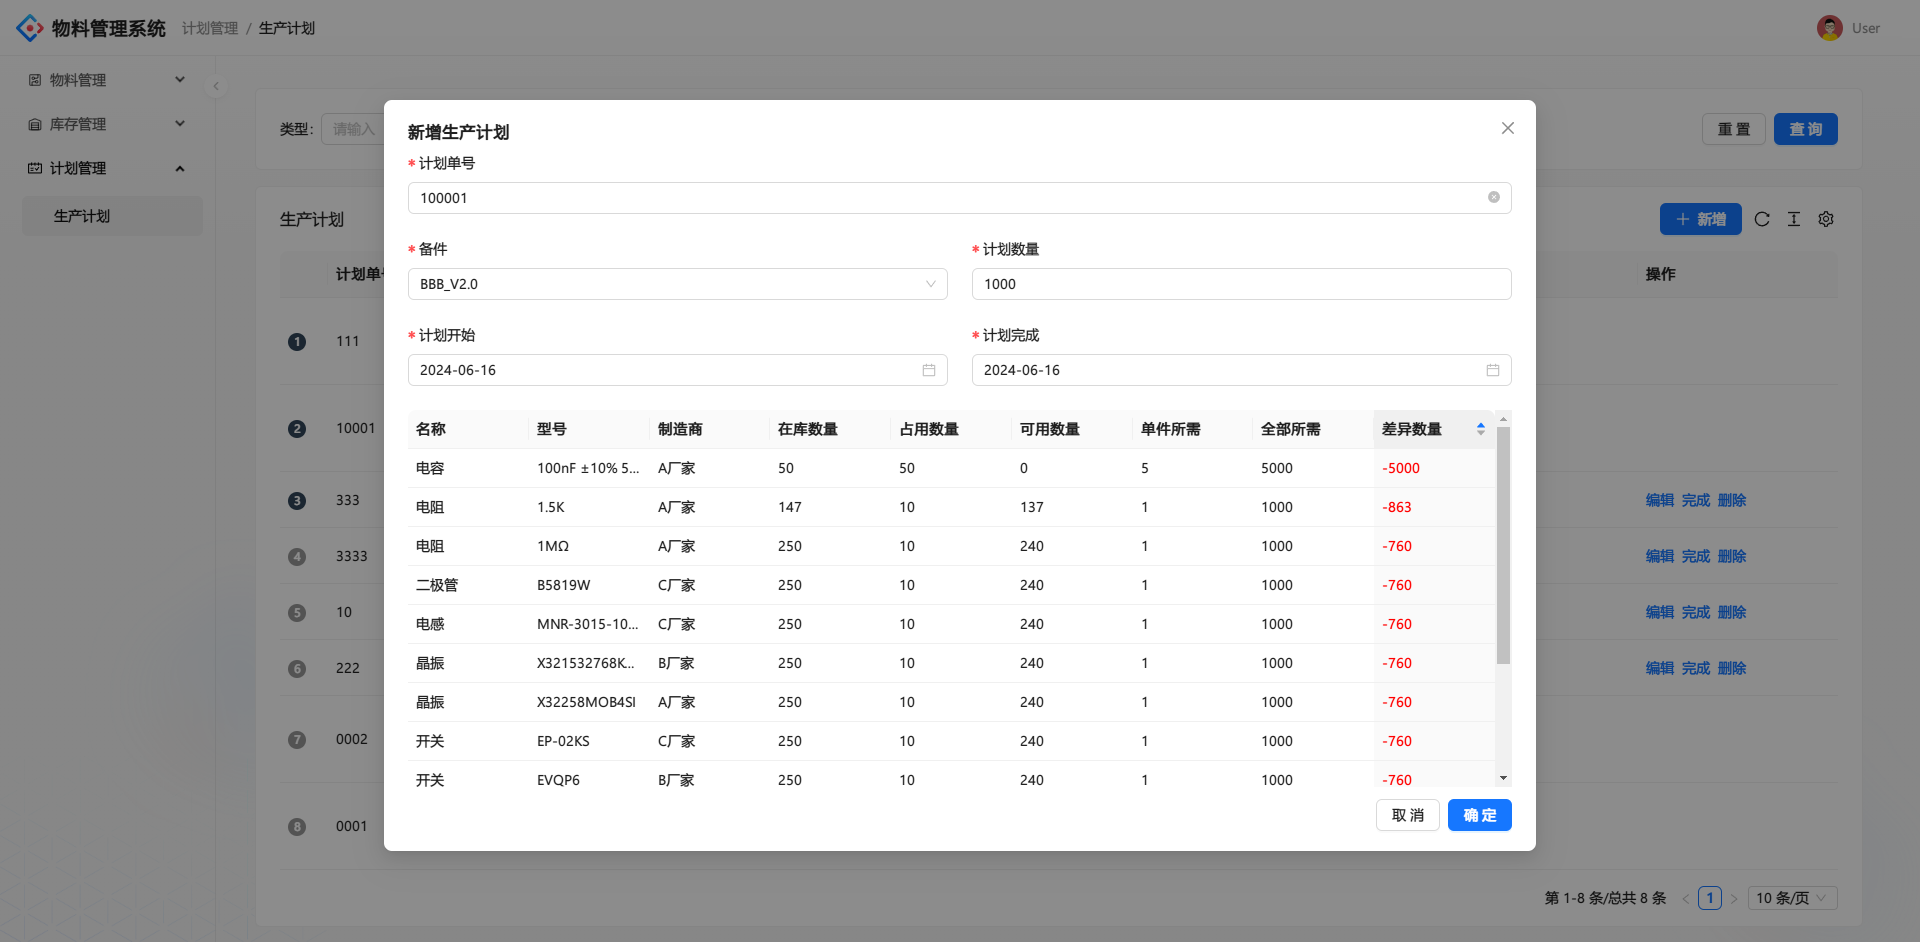 物料管理系统 计划管理 / 生产计划 User
物料管理
库存管理
计划管理
生产计划
类型: 请输入 重 置 查 询
生产计划 新增
计划单号 操作
1 111
2 10001
3 333 编辑 完成 删除
4 3333 编辑 完成 删除
5 10 编辑 完成 删除
6 222 编辑 完成 删除
7 0002
8 0001
第 1-8 条/总共 8 条 1 10 条/页
新增生产计划
* 计划单号
100001
* 备件 * 计划数量
BBB_V2.0 1000
* 计划开始 * 计划完成
2024-06-16 2024-06-16
名称 型号 制造商 在库数量 占用数量 可用数量 单件所需 全部所需 差异数量
电容 100nF ±10% 5... A厂家 50 50 0 5 5000 -5000
电阻 1.5K A厂家 147 10 137 1 1000 -863
电阻 1MΩ A厂家 250 10 240 1 1000 -760
二极管 B5819W C厂家 250 10 240 1 1000 -760
电感 MNR-3015-10... C厂家 250 10 240 1 1000 -760
晶振 X321532768K... B厂家 250 10 240 1 1000 -760
晶振 X32258MOB4SI A厂家 250 10 240 1 1000 -760
开关 EP-02KS C厂家 250 10 240 1 1000 -760
开关 EVQP6 B厂家 250 10 240 1 1000 -760
取 消 确 定